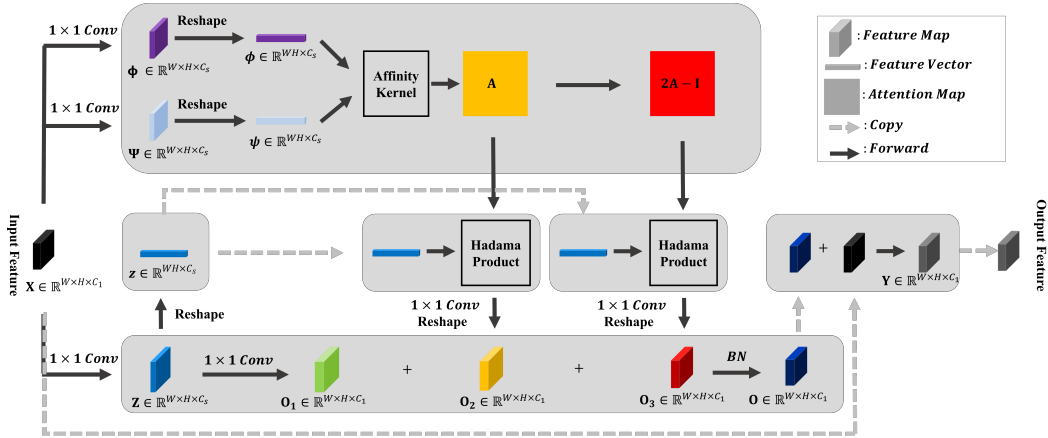 1 × 1 Conv
Reshape
𝚽 ∈ ℝ^{W×H×C_s}
ϕ ∈ ℝ^{WH×C_s}
1 × 1 Conv
Reshape
𝚿 ∈ ℝ^{W×H×C_s}
ψ ∈ ℝ^{WH×C_s}
Affinity
Kernel
A
2A − I
: Feature Map
: Feature Vector
: Attention Map
: Copy
: Forward
Input Feature
X ∈ ℝ^{W×H×C_1}
z ∈ ℝ^{WH×C_s}
Hadama
Product
Hadama
Product
+
Y ∈ ℝ^{W×H×C_1}
Output Feature
Reshape
1 × 1 Conv
Reshape
1 × 1 Conv
Reshape
1 × 1 Conv
Z ∈ ℝ^{W×H×C_s}
1 × 1 Conv
O_1 ∈ ℝ^{W×H×C_1}
+
O_2 ∈ ℝ^{W×H×C_1}
+
O_3 ∈ ℝ^{W×H×C_1}
BN
O ∈ ℝ^{W×H×C_1}